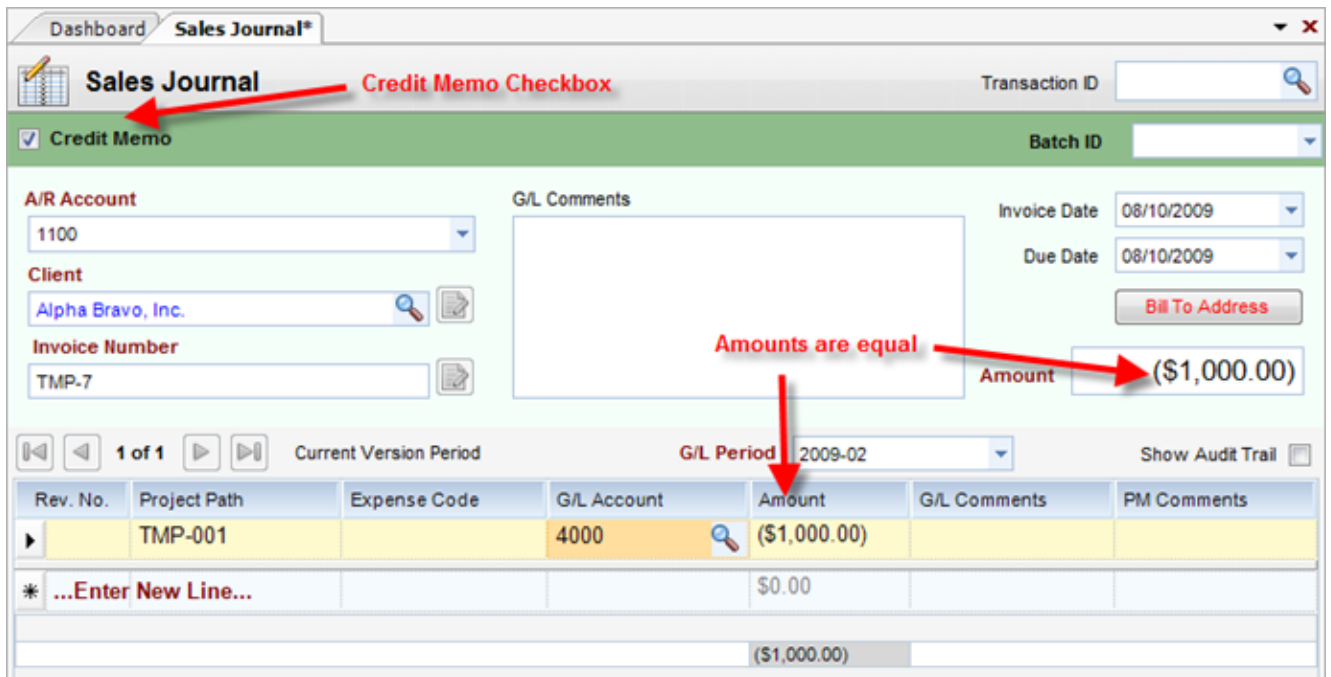 Dashboard Sales Journal*
Sales Journal Credit Memo Checkbox Transaction ID
Credit Memo Batch ID
A/R Account G/L Comments Invoice Date 08/10/2009
1100
Due Date 08/10/2009
Client
Alpha Bravo, Inc. Bill To Address
Invoice Number Amounts are equal
TMP-7 Amount ($1,000.00)
1 of 1 Current Version Period G/L Period 2009-02 Show Audit Trail
Rev. No. Project Path Expense Code G/L Account Amount G/L Comments PM Comments
TMP-001 4000 ($1,000.00)
...Enter New Line... $0.00
($1,000.00)